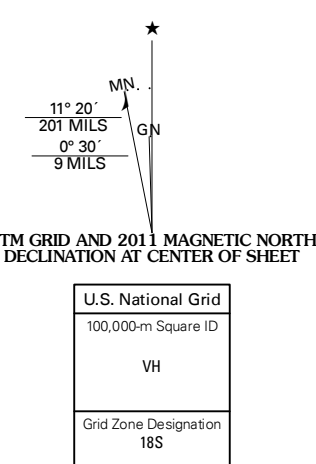 ★
MN
11° 20´
201 MILS
GN
0° 30´
9 MILS
TM GRID AND 2011 MAGNETIC NORTH
DECLINATION AT CENTER OF SHEET
U.S. National Grid
100,000-m Square ID
VH
Grid Zone Designation
18S